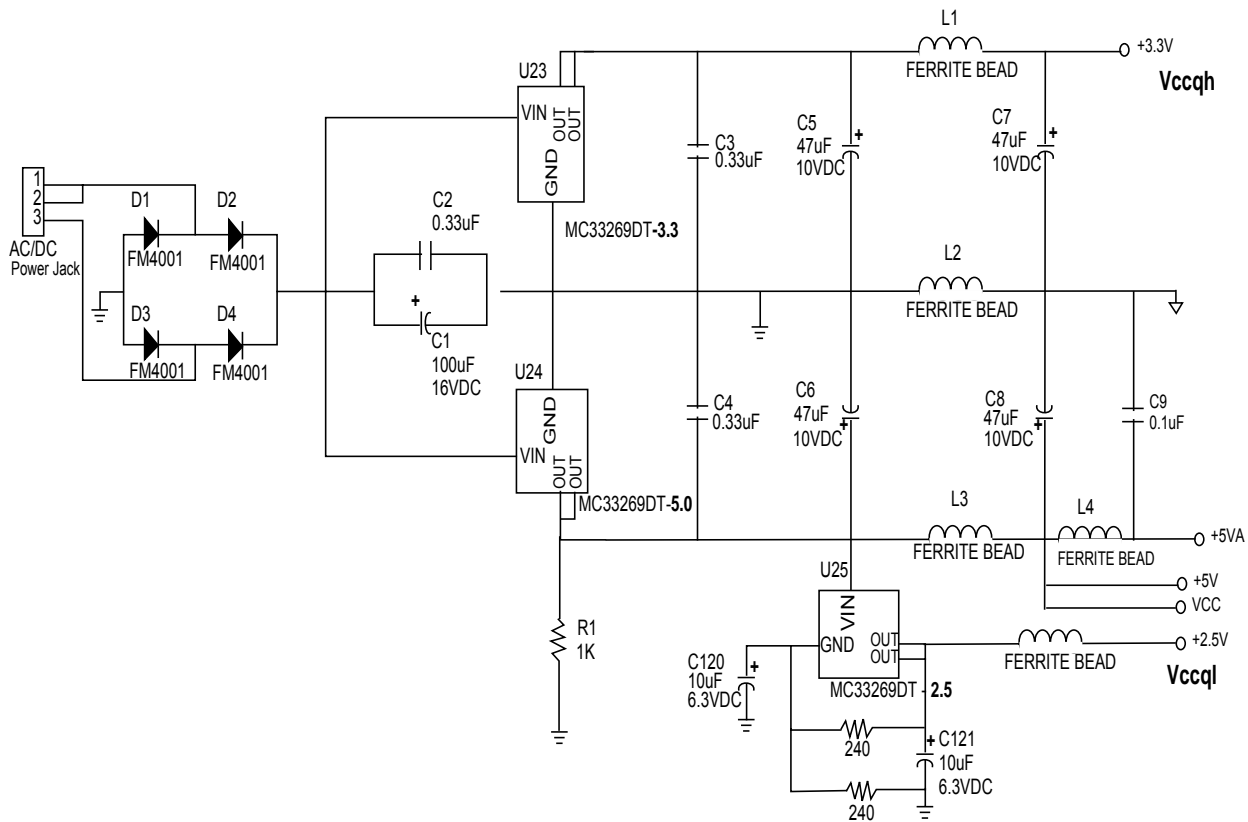 L1
FERRITE BEAD
+3.3V
Vccqh
U23
VIN
OUT
OUT
GND
MC33269DT-3.3
C3
0.33uF
C5
47uF
10VDC
+
C7
47uF
10VDC
+
1
2
3
AC/DC
Power Jack
D1
FM4001
D2
FM4001
D3
FM4001
D4
FM4001
C2
0.33uF
+
C1
100uF
16VDC
L2
FERRITE BEAD
U24
GND
VIN
OUT
OUT
MC33269DT-5.0
C4
0.33uF
C6
47uF
10VDC
+
C8
47uF
10VDC
+
C9
0.1uF
L3
FERRITE BEAD
L4
FERRITE BEAD
+5VA
+5V
VCC
+2.5V
Vccql
U25
VIN
GND
OUT
OUT
MC33269DT - 2.5
FERRITE BEAD
R1
1K
C120
10uF
6.3VDC
+
240
240
+
C121
10uF
6.3VDC